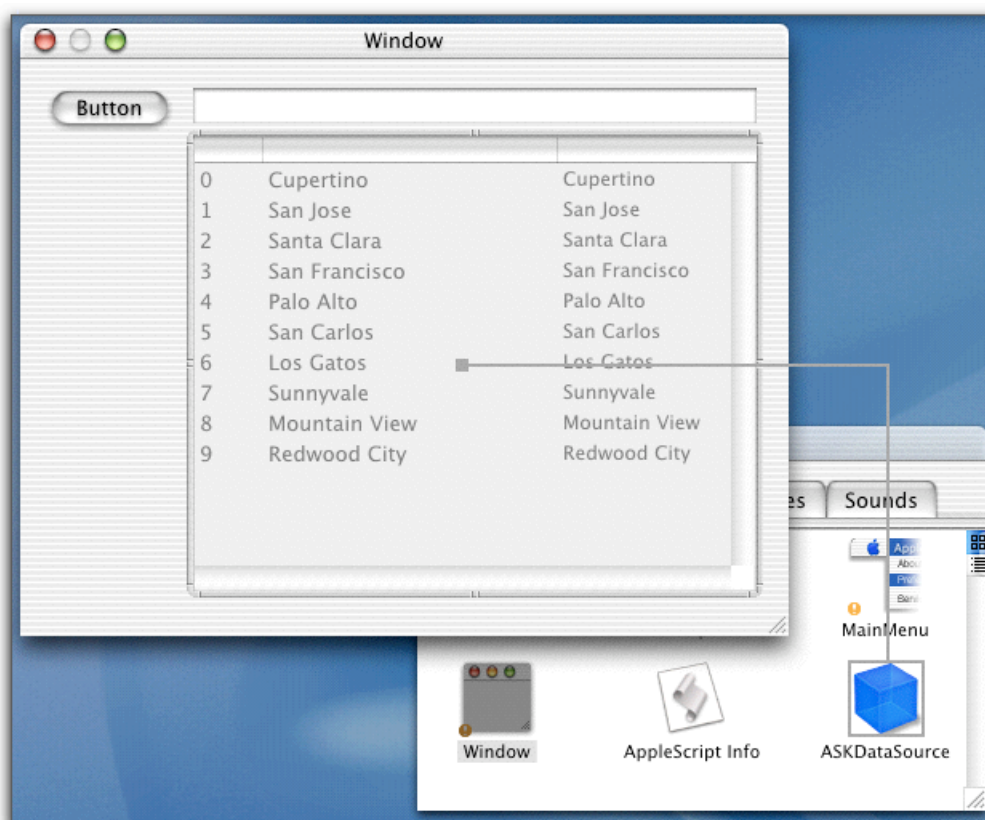 Window
Button
0 Cupertino Cupertino
1 San Jose San Jose
2 Santa Clara Santa Clara
3 San Francisco San Francisco
4 Palo Alto Palo Alto
5 San Carlos San Carlos
6 Los Gatos Los Gatos
7 Sunnyvale Sunnyvale
8 Mountain View Mountain View
9 Redwood City Redwood City
Sounds
MainMenu
Window
AppleScript Info
ASKDataSource